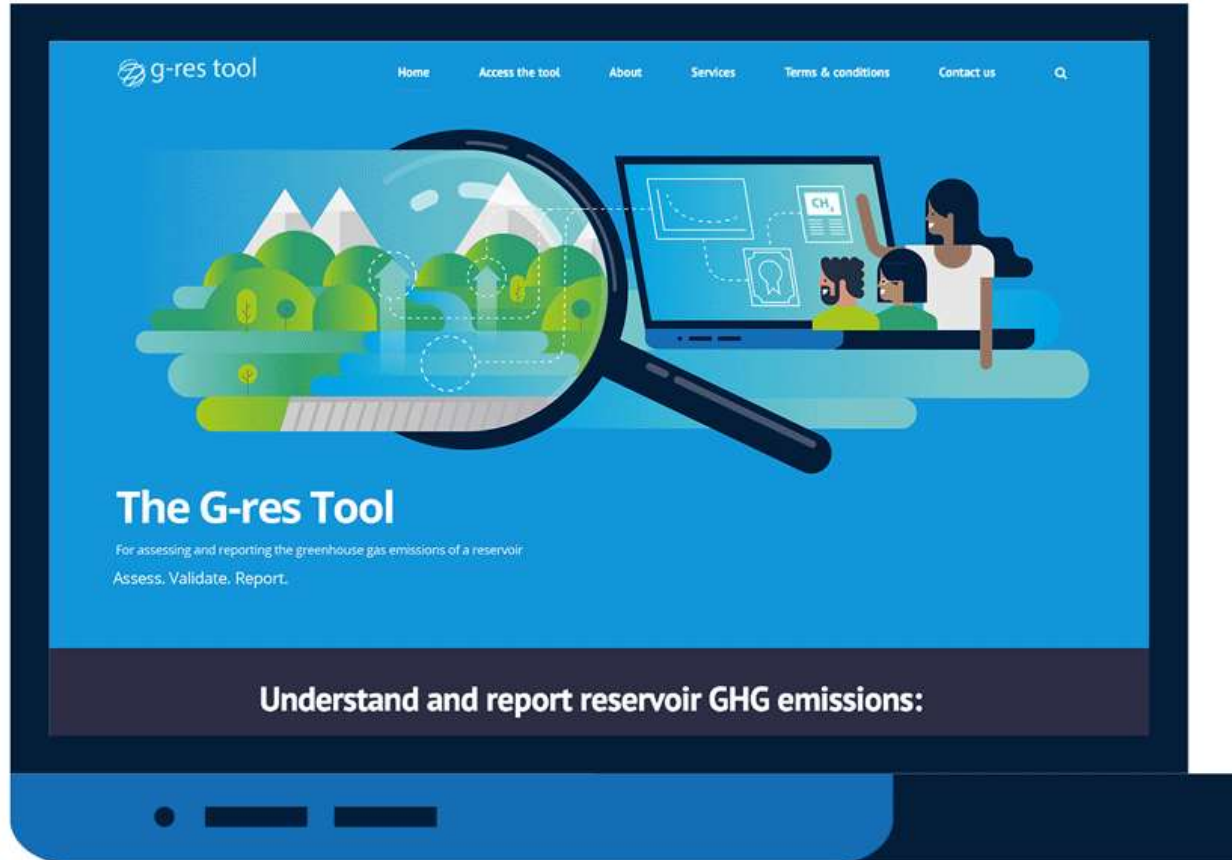 g-res tool
Home Access the tool About Services Terms & conditions Contact us
CH₄
The G-res Tool
For assessing and reporting the greenhouse gas emissions of a reservoir
Assess. Validate. Report.
Understand and report reservoir GHG emissions: